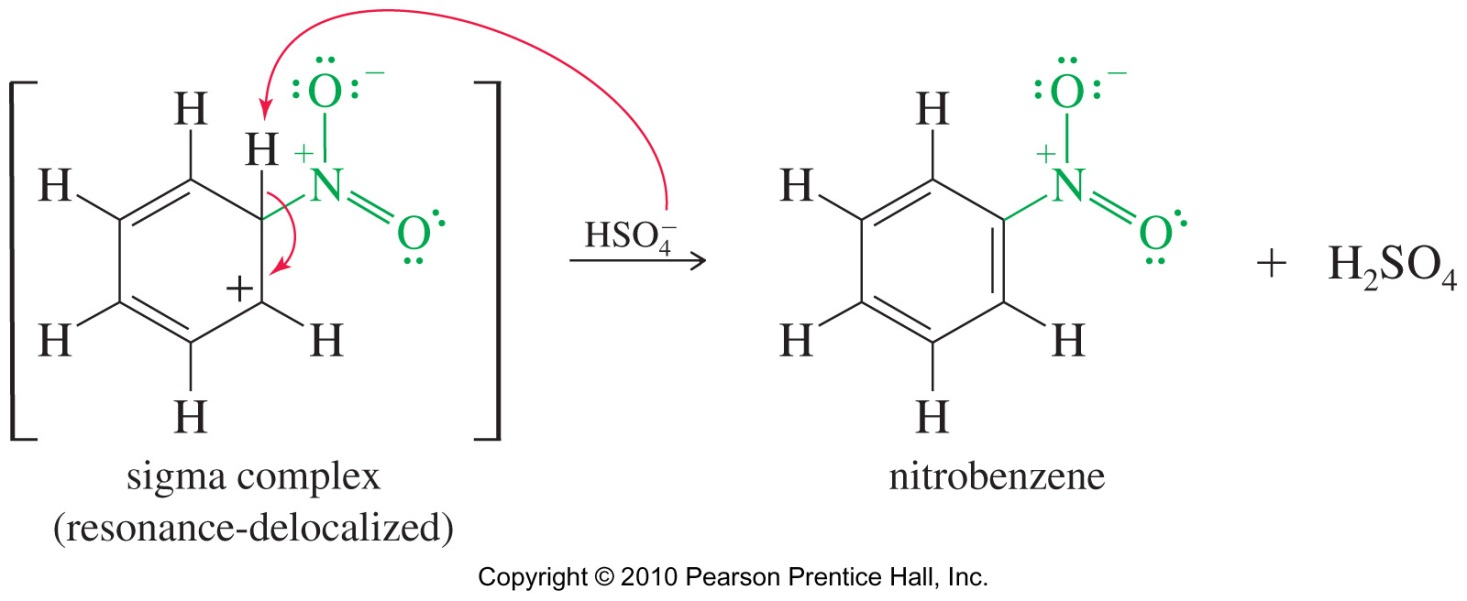 H H H H H H
:Ö:⁻
N⁺
O
HSO₄⁻
H H H H H
:Ö:⁻
N⁺
O
+ H₂SO₄
+
sigma complex
(resonance-delocalized)
nitrobenzene
Copyright © 2010 Pearson Prentice Hall, Inc.